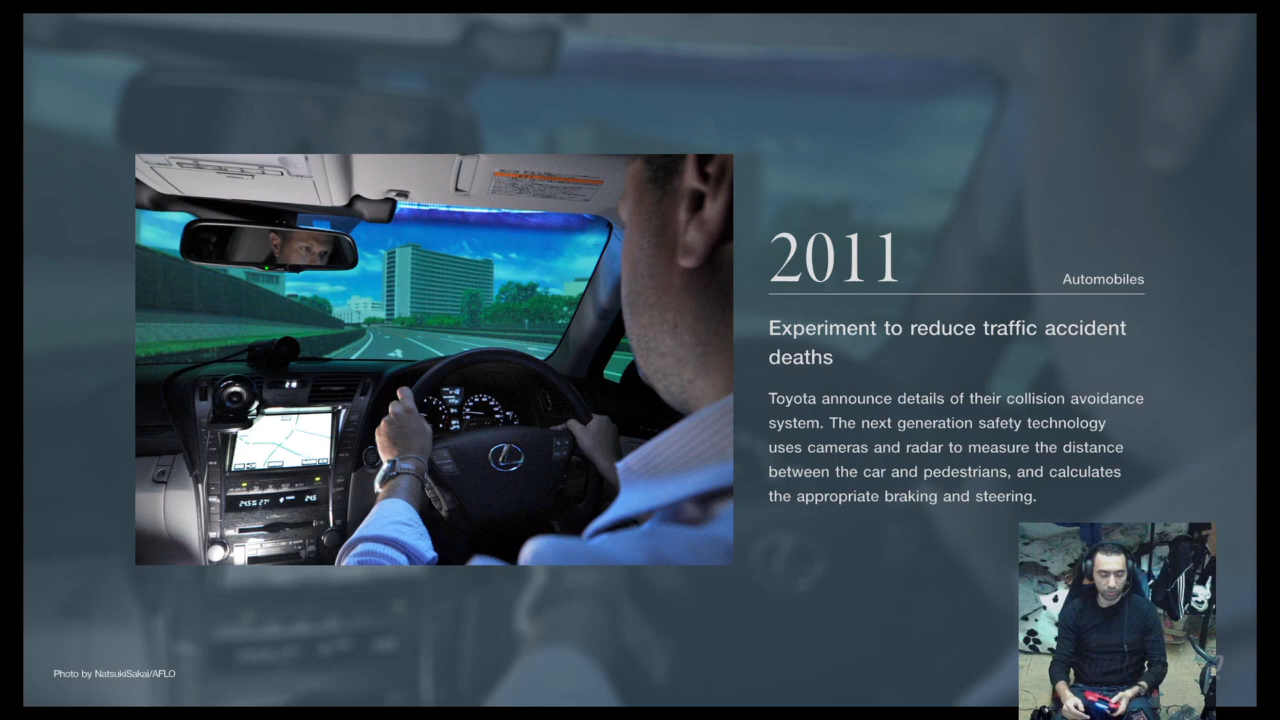 2011
Automobiles
Experiment to reduce traffic accident
deaths
Toyota announce details of their collision avoidance
system. The next generation safety technology
uses cameras and radar to measure the distance
between the car and pedestrians, and calculates
the appropriate braking and steering.
Photo by NatsukiSakai/AFLO